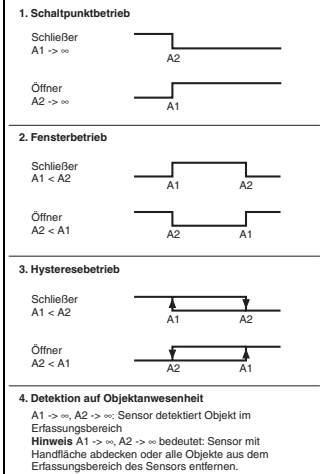 1. Schaltpunktbetrieb
Schließer
A1 -> ∞
A2
Öffner
A2 -> ∞
A1
2. Fensterbetrieb
Schließer
A1 < A2
A1 A2
Öffner
A2 < A1
A2 A1
3. Hysteresebetrieb
Schließer
A1 < A2
A1 A2
Öffner
A2 < A1
A2 A1
4. Detektion auf Objektanwesenheit
A1 -> ∞, A2 -> ∞: Sensor detektiert Objekt im
Erfassungsbereich
Hinweis A1 -> ∞, A2 -> ∞ bedeutet: Sensor mit
Handfläche abdecken oder alle Objekte aus dem
Erfassungsbereich des Sensors entfernen.